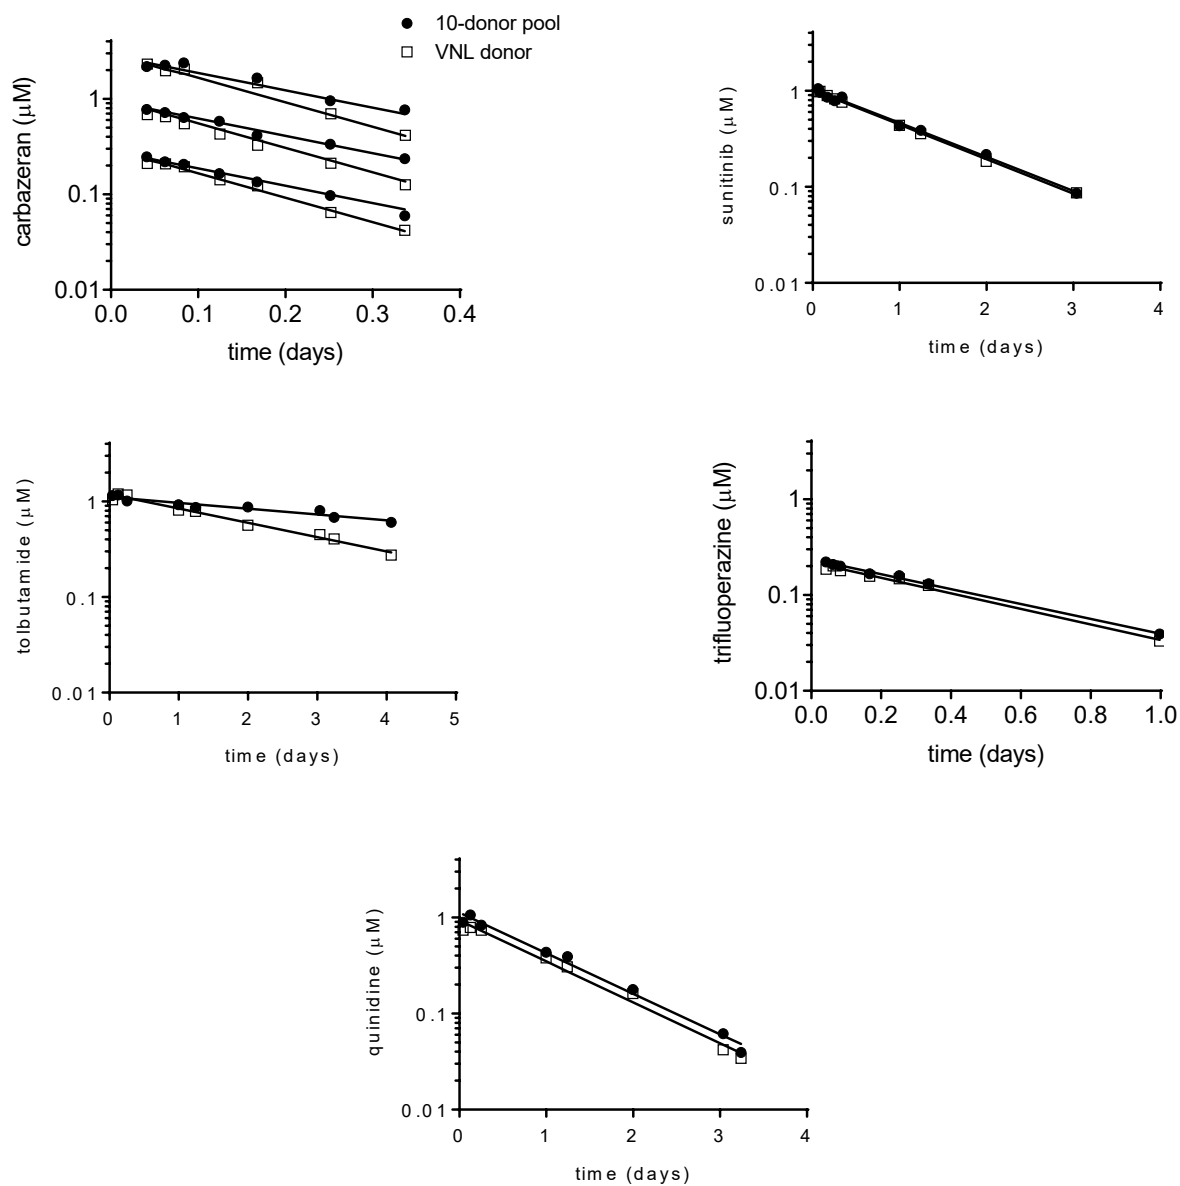 10-donor pool
VNL donor
carbazeran (μM)
1
0.1
0.01
0.0 0.1 0.2 0.3 0.4
time (days)
sunitinib (μM)
1
0.1
0.01
0 1 2 3 4
time (days)
tolbutamide (μM)
1
0.1
0.01
0 1 2 3 4 5
time (days)
trifluoperazine (μM)
1
0.1
0.01
0.0 0.2 0.4 0.6 0.8 1.0
time (days)
quinidine (μM)
1
0.1
0.01
0 1 2 3 4
time (days)